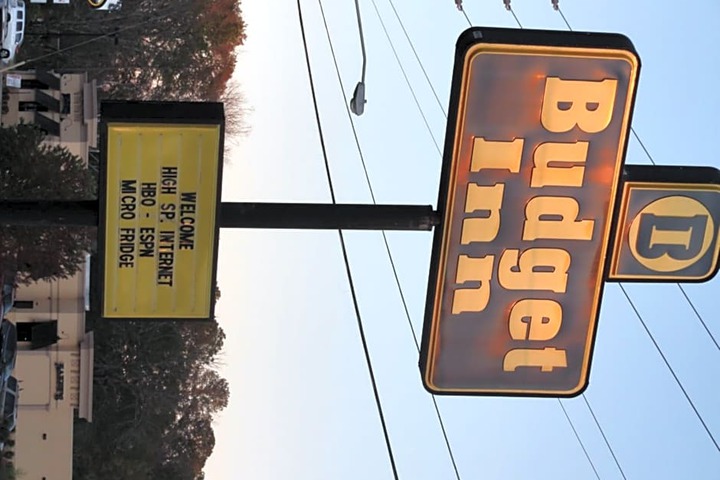 B
Budget
Inn
WELCOME
HIGH SP. INTERNET
HBO - ESPN
MICRO FRIDGE